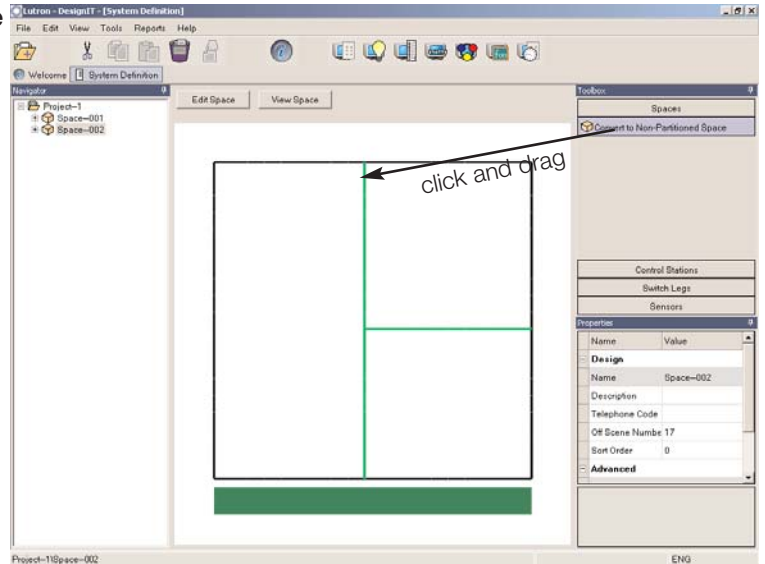 e
Lutron - DesignIT - [System Definition]
File Edit View Tools Reports Help
Welcome System Definition
Navigator
Project-1
Space-001
Space-002
Edit Space View Space
click and drag
Toolbox
Spaces
Convert to Non-Partitioned Space
Control Stations
Switch Legs
Sensors
Properties
Name Value
Design
Name Space-002
Description
Telephone Code
Off Scene Numbe 17
Sort Order 0
Advanced
Project-1\Space-002 ENG